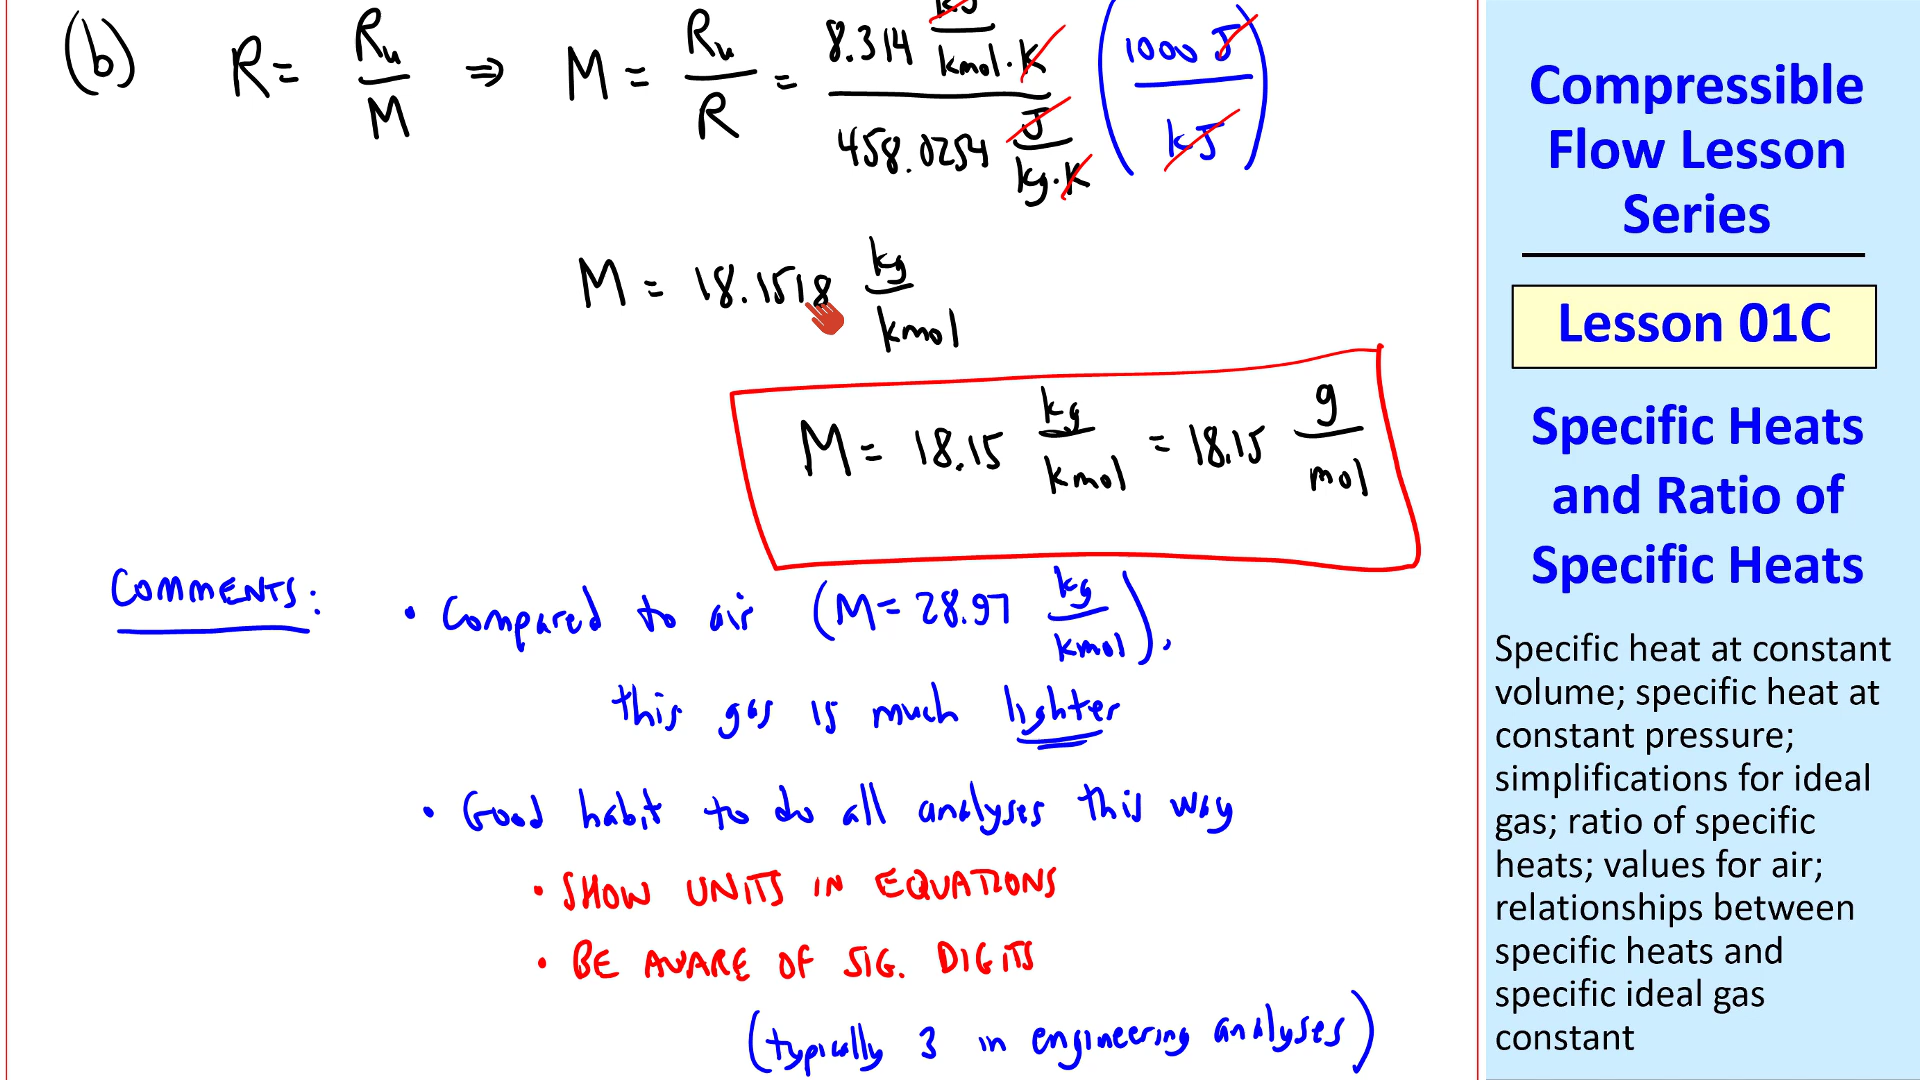 (b) R = Ru/M ⇒ M = Ru/R = (8.314 kJ/(kmol·K))/(458.0254 J/(kg·K)) (1000 J/kJ)
M = 18.1518 kg/kmol
M = 18.15 kg/kmol = 18.15 g/mol
COMMENTS:
• Compared to air (M = 28.97 kg/kmol),
this gas is much lighter
• Good habit to do all analyses this way
• SHOW UNITS IN EQUATIONS
• BE AWARE OF SIG. DIGITS
(typically 3 in engineering analyses)
Compressible
Flow Lesson
Series
Lesson 01C
Specific Heats
and Ratio of
Specific Heats
Specific heat at constant
volume; specific heat at
constant pressure;
simplifications for ideal
gas; ratio of specific
heats; values for air;
relationships between
specific heats and
specific ideal gas
constant